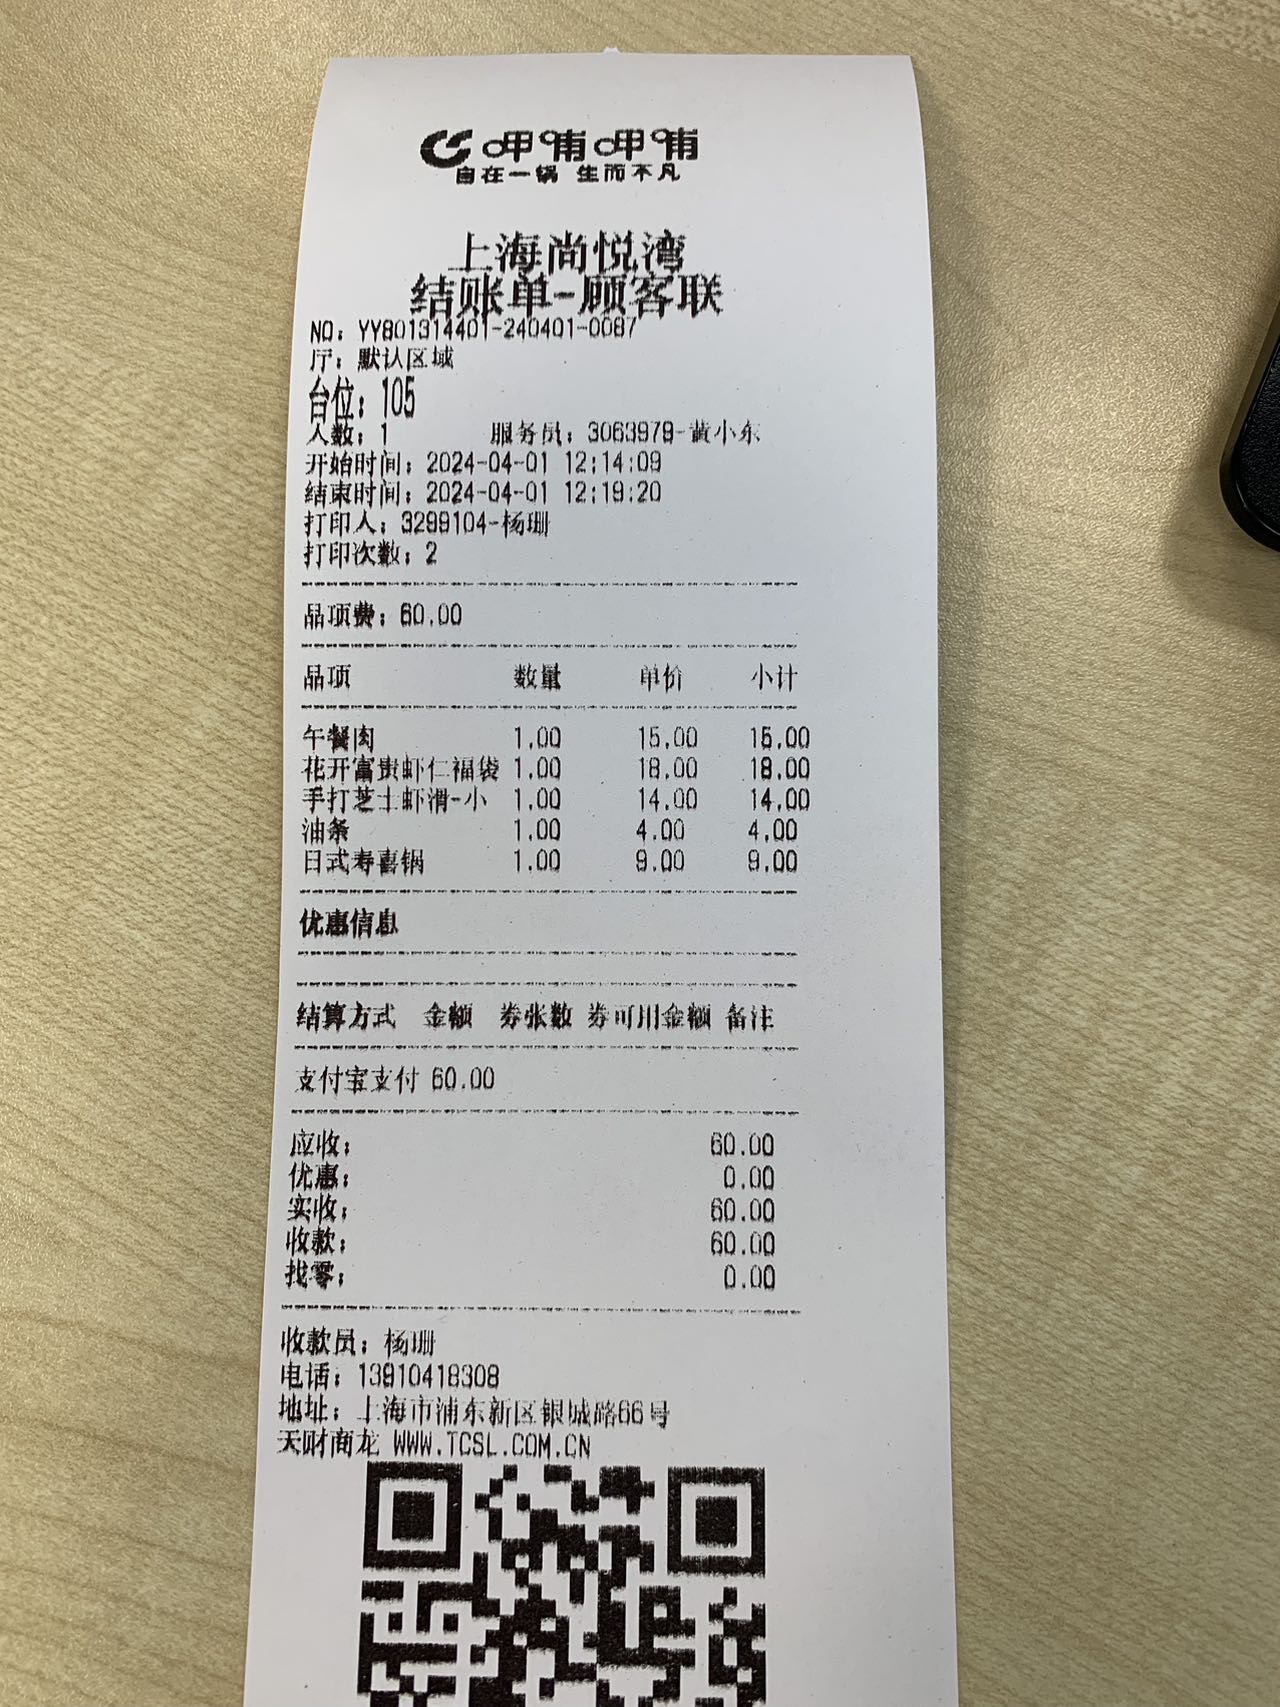 呷哺呷哺
自在一锅 生而不凡
上海尚悦湾
结账单-顾客联
NO: YY801314401-240401-0087
厅: 默认区域
台位: 105
人数: 1 服务员: 3063979-黄小东
开始时间: 2024-04-01 12:14:09
结束时间: 2024-04-01 12:19:20
打印人: 3299104-杨珊
打印次数: 2
品项费: 60.00
品项 数量 单价 小计
午餐肉 1.00 15.00 15.00
花开富贵虾仁福袋 1.00 18.00 18.00
手打芝士虾滑-小 1.00 14.00 14.00
油条 1.00 4.00 4.00
日式寿喜锅 1.00 9.00 9.00
优惠信息
结算方式 金额 券张数 券可用金额 备注
支付宝支付 60.00
应收: 60.00
优惠: 0.00
实收: 60.00
收款: 60.00
找零: 0.00
收款员: 杨珊
电话: 13910418308
地址: 上海市浦东新区银城路66号
天财商龙 WWW.TCSL.COM.CN